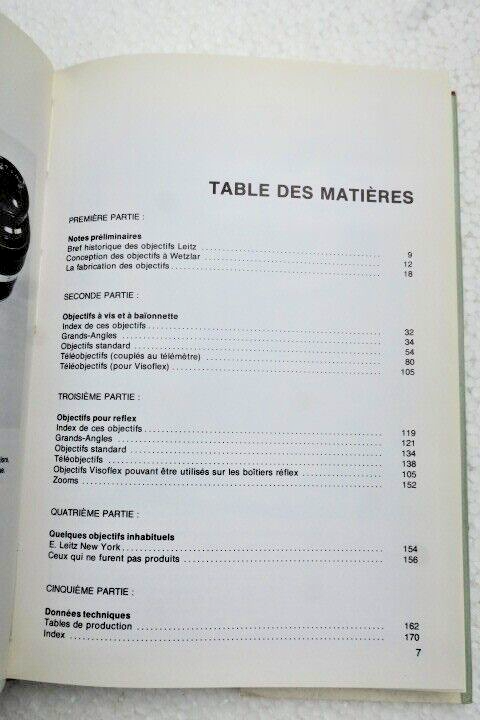 TABLE DES MATIÈRES
PREMIÈRE PARTIE :
Notes préliminaires
Bref historique des objectifs Leitz 9
Conception des objectifs à Wetzlar 12
La fabrication des objectifs 18
SECONDE PARTIE :
Objectifs à vis et à baïonnette
Index de ces objectifs 32
Grands-Angles 34
Objectifs standard 54
Téléobjectifs (couplés au télémètre) 80
Téléobjectifs (pour Visoflex) 105
TROISIÈME PARTIE :
Objectifs pour reflex
Index de ces objectifs 119
Grands-Angles 121
Objectifs standard 134
Téléobjectifs 138
Objectifs Visoflex pouvant être utilisés sur les boîtiers réflex 105
Zooms 152
QUATRIÈME PARTIE :
Quelques objectifs inhabituels
E. Leitz New York 154
Ceux qui ne furent pas produits 156
CINQUIÈME PARTIE :
Données techniques
Tables de production 162
Index 170
7